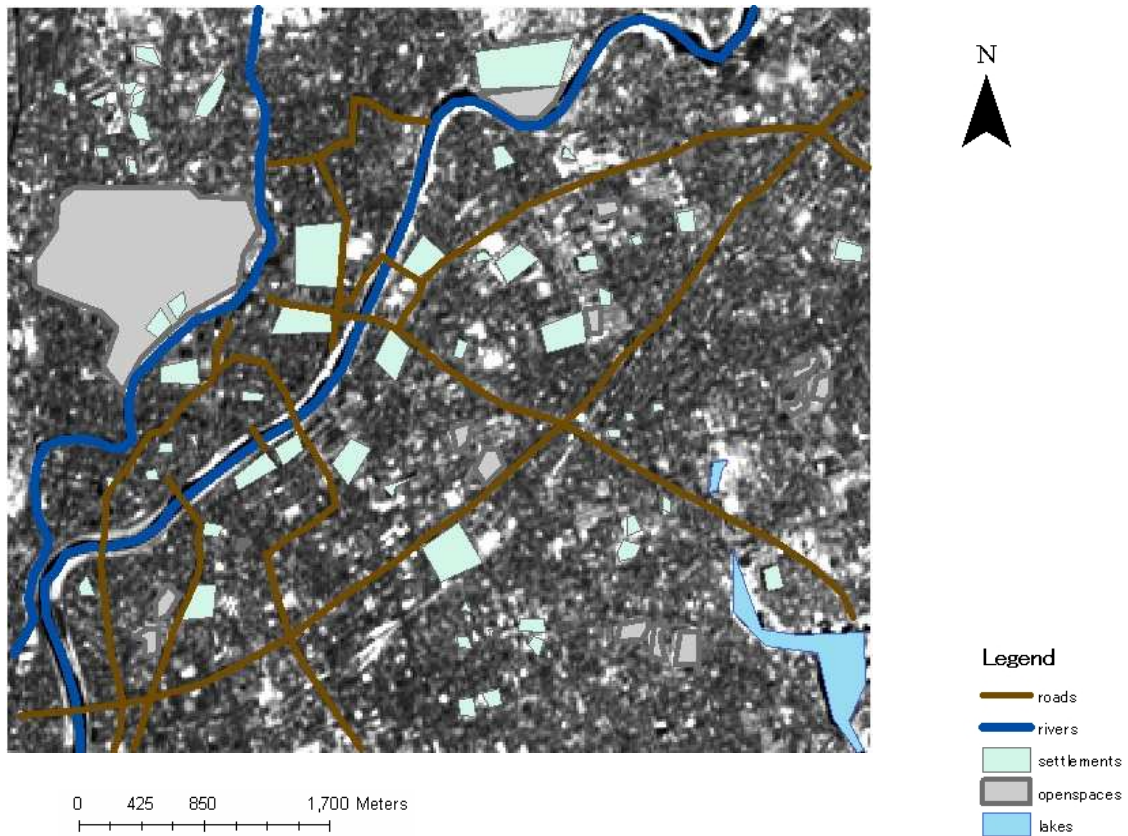 N
Legend
roads
rivers
settlements
openspaces
lakes
0 425 850 1,700 Meters